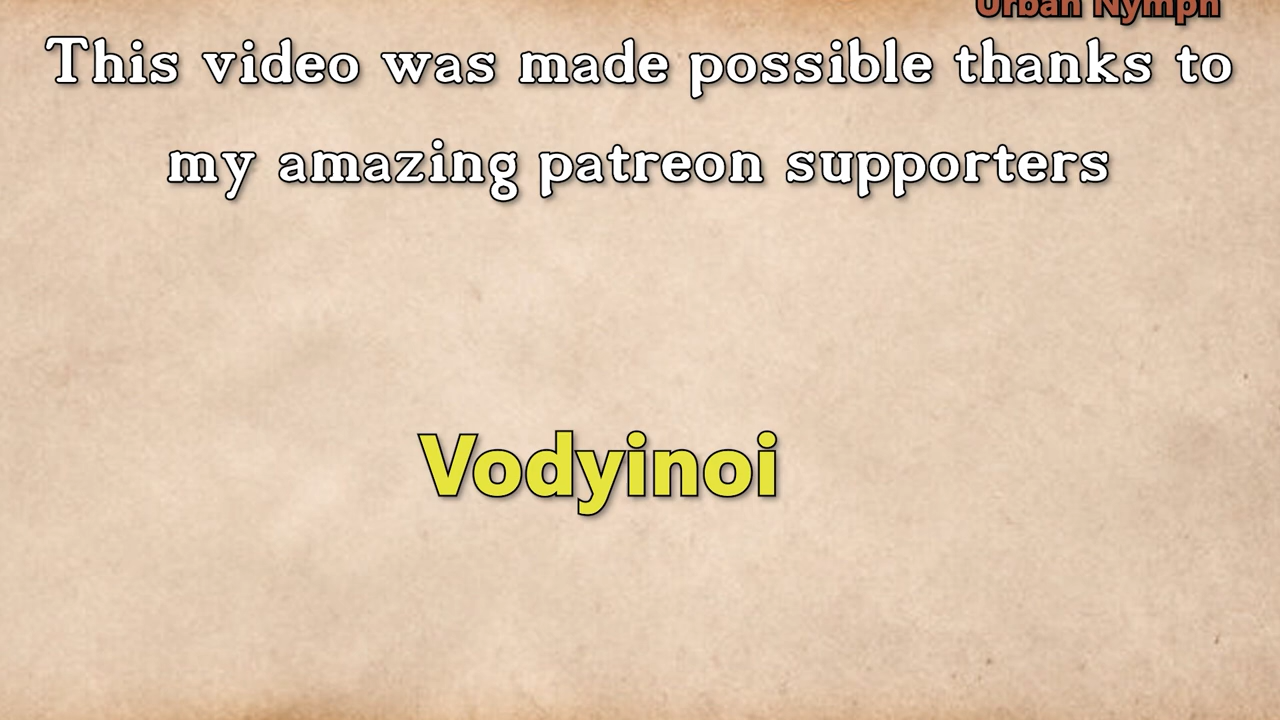 Urban Nymph
This video was made possible thanks to
my amazing patreon supporters
Vodyinoi